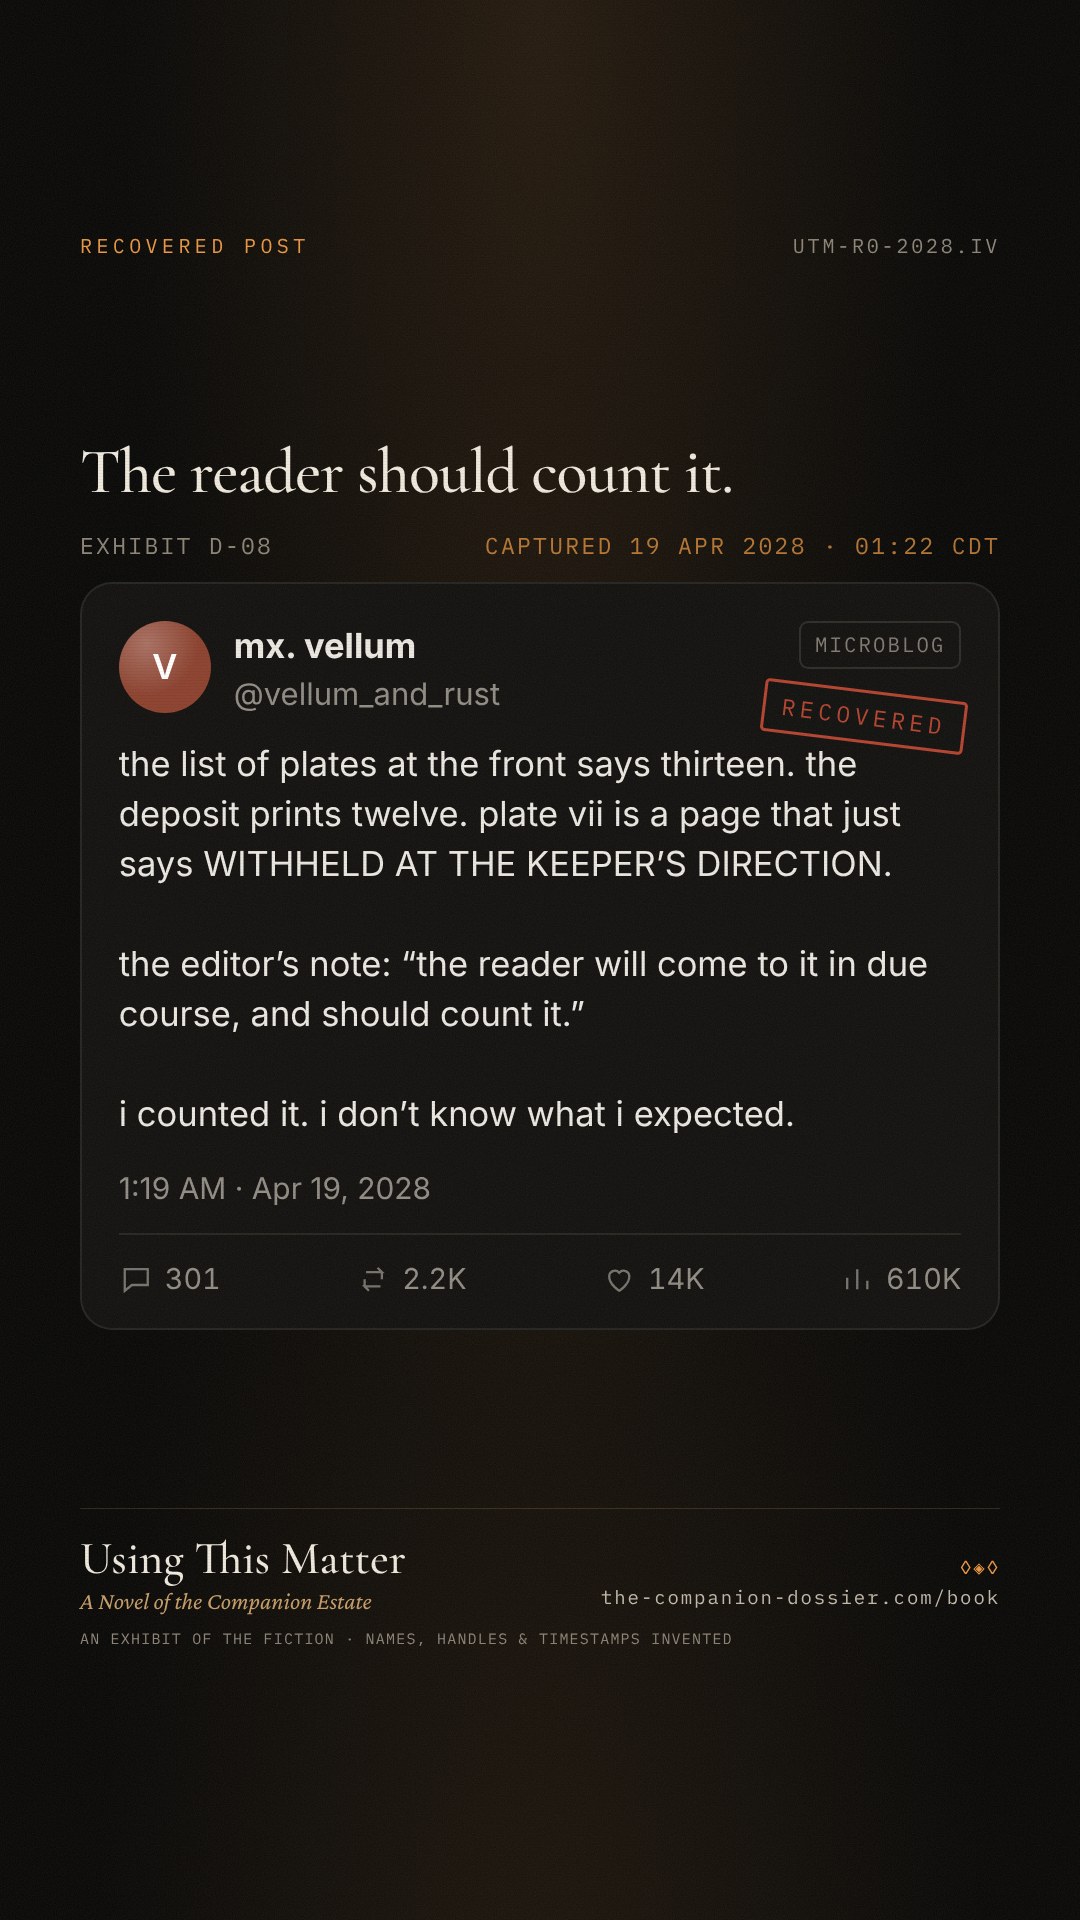 RECOVERED POST
UTM-R0-2028.IV
The reader should count it.
EXHIBIT D-08
CAPTURED 19 APR 2028 · 01:22 CDT
V
mx. vellum
@vellum_and_rust
MICROBLOG
RECOVERED
the list of plates at the front says thirteen. the
deposit prints twelve. plate vii is a page that just
says WITHHELD AT THE KEEPER’S DIRECTION.
the editor’s note: “the reader will come to it in due
course, and should count it.”
i counted it. i don’t know what i expected.
1:19 AM · Apr 19, 2028
301
2.2K
14K
610K
Using This Matter
A Novel of the Companion Estate
the-companion-dossier.com/book
AN EXHIBIT OF THE FICTION · NAMES, HANDLES & TIMESTAMPS INVENTED